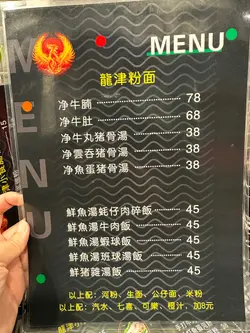 MENU
MENU
龍津粉面
净牛腩 78
净牛肚 68
净牛丸豬骨湯 38
净雲吞豬骨湯 38
净魚蛋豬骨湯 38
鮮魚湯蚝仔肉碎飯 45
鮮魚湯牛肉飯 45
鮮魚湯蝦球飯 45
鮮魚湯班球湯飯 45
鮮猪雜湯飯 45
以上配：河粉、生面、公仔面、米粉
以上配：汽水、七喜、可樂、橙汁、加8元